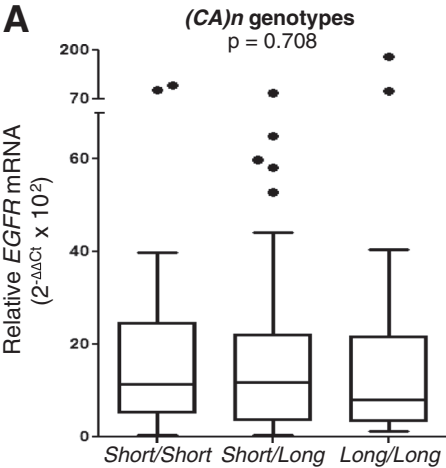 A
(CA)n genotypes
p = 0.708
200
70
60
40
20
0
Relative EGFR mRNA
(2-ΔΔCt x 10²)
Short/Short Short/Long Long/Long